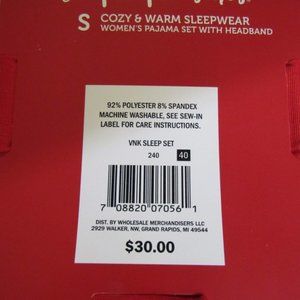 S COZY & WARM SLEEPWEAR
WOMEN'S PAJAMA SET WITH HEADBAND
92% POLYESTER 8% SPANDEX
MACHINE WASHABLE, SEE SEW-IN
LABEL FOR CARE INSTRUCTIONS.
VNK SLEEP SET
240 40
7 08820 07056 1
DIST. BY WHOLESALE MERCHANDISERS LLC
2929 WALKER, NW, GRAND RAPIDS, MI 49544
$30.00